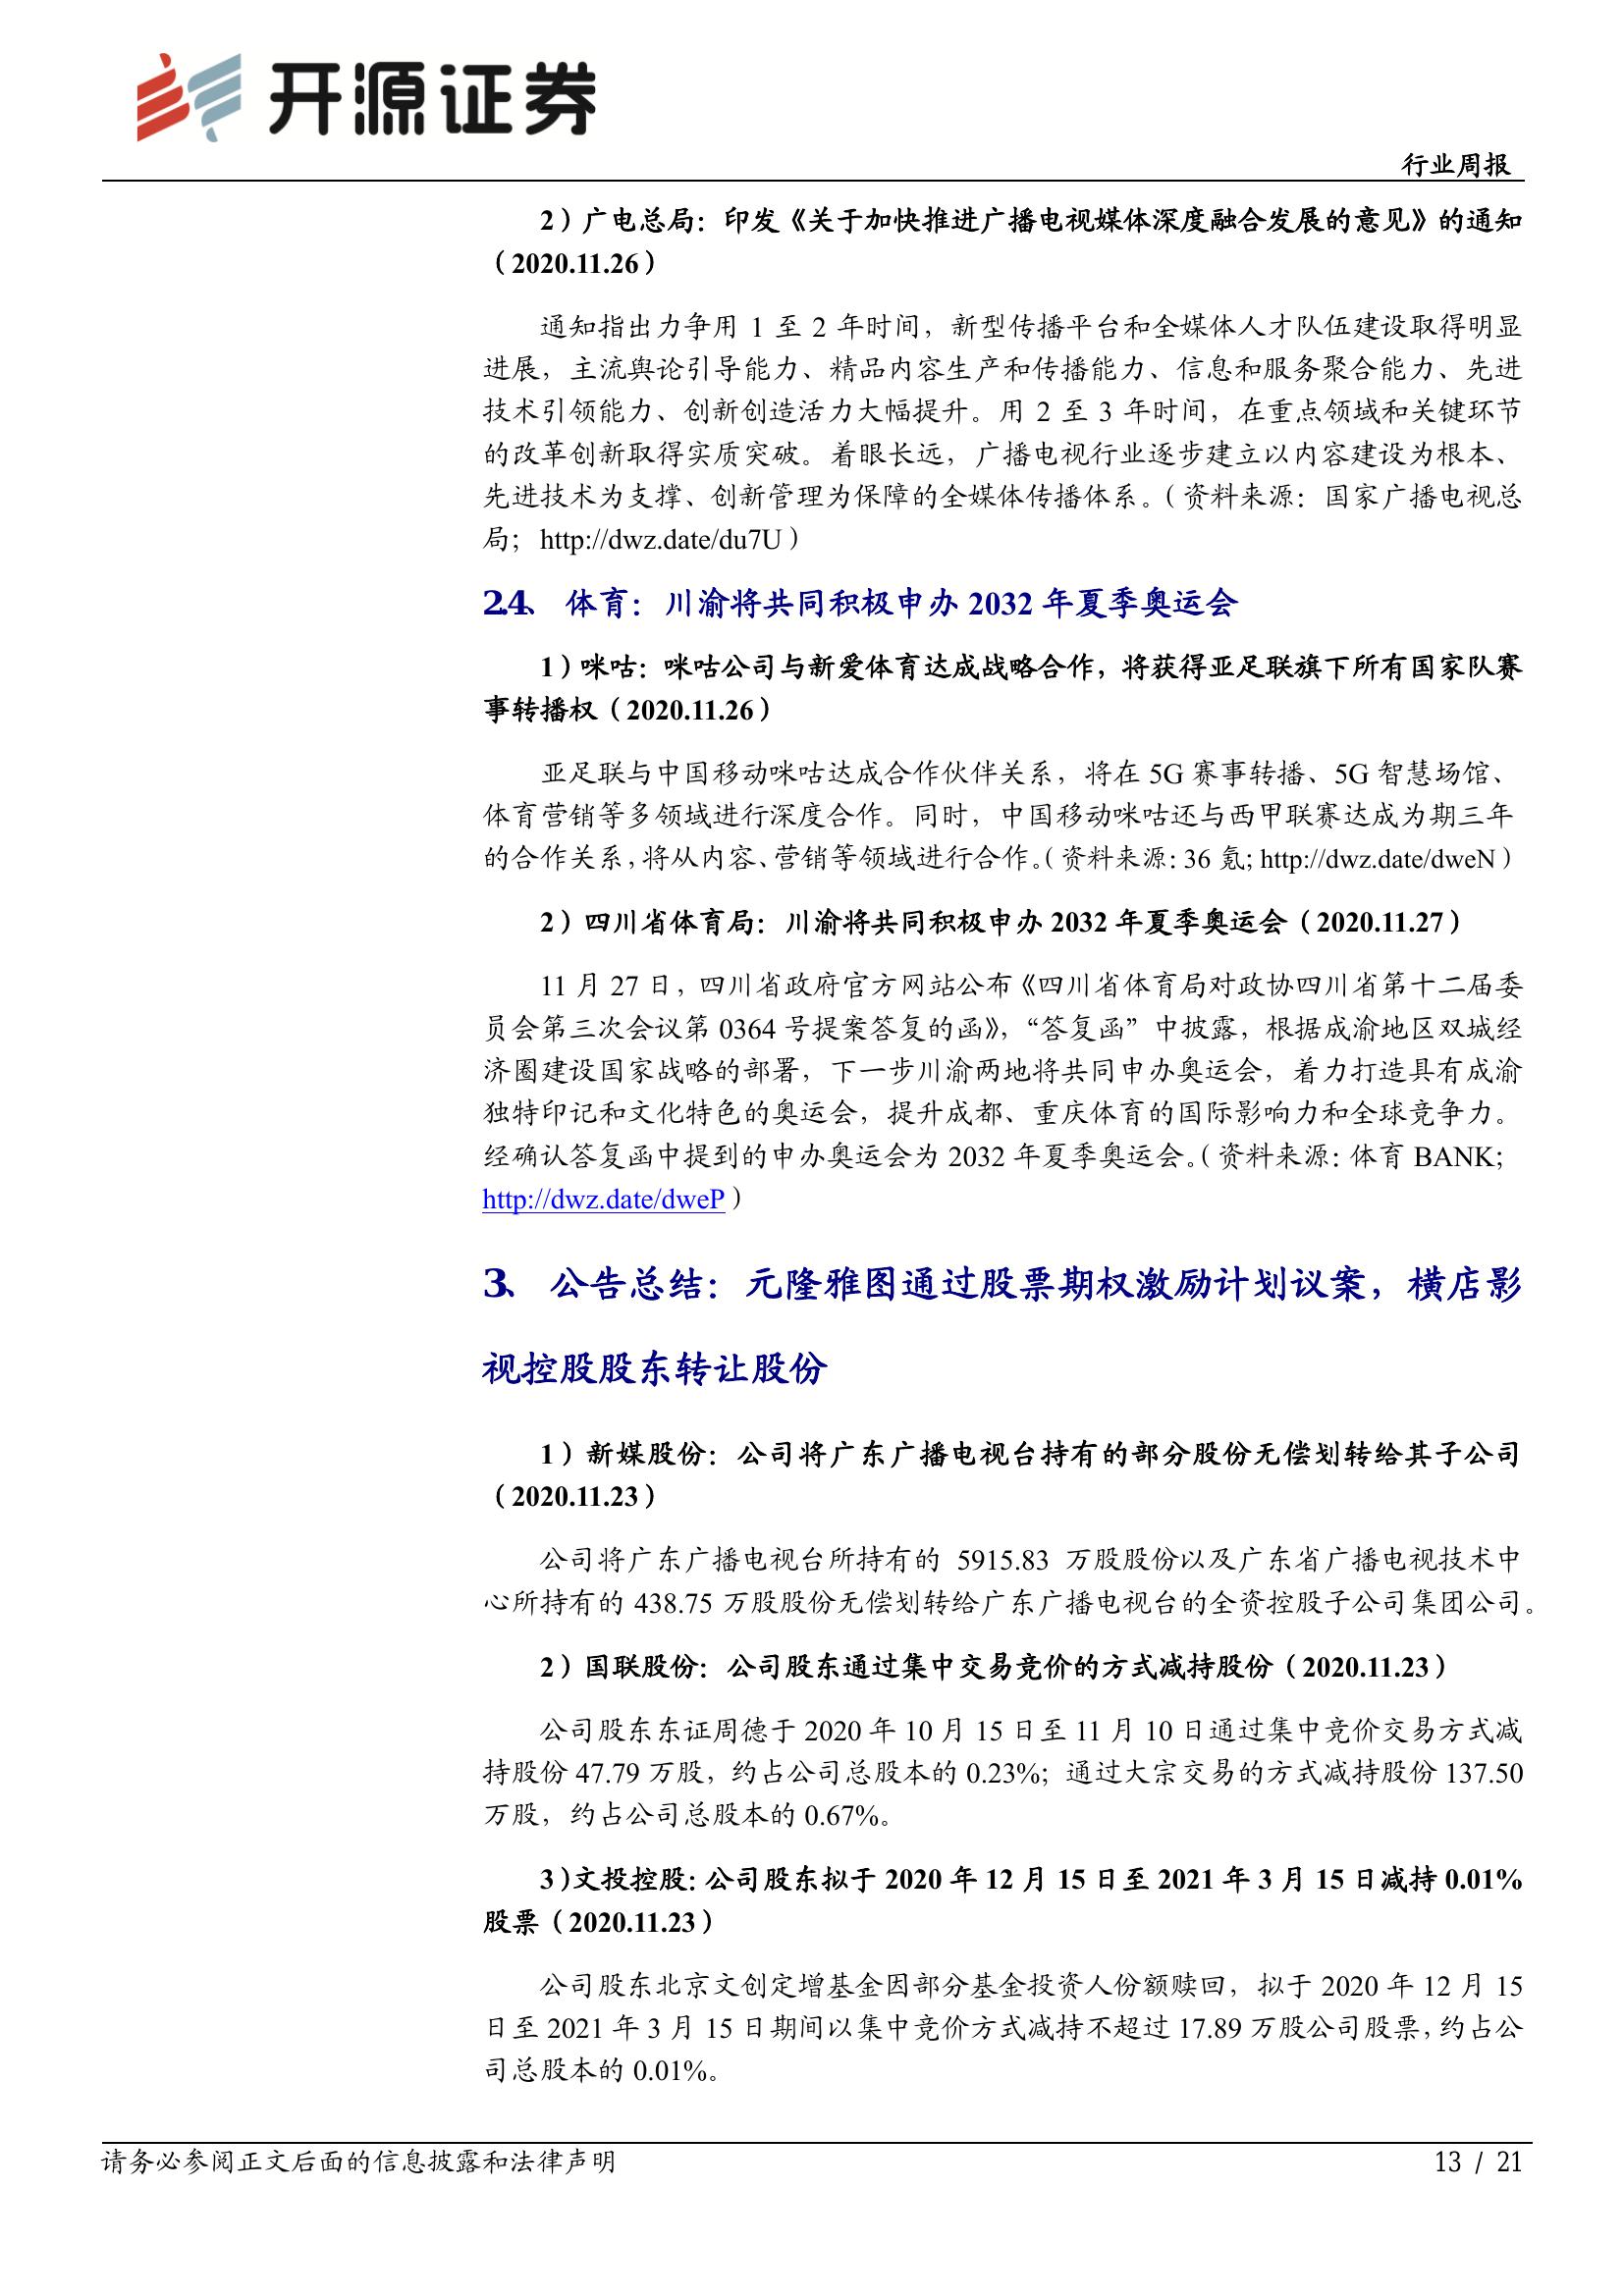 开源证券
行业周报
2）广电总局：印发《关于加快推进广播电视媒体深度融合发展的意见》的通知
（2020.11.26）
通知指出力争用 1 至 2 年时间，新型传播平台和全媒体人才队伍建设取得明显
进展，主流舆论引导能力、精品内容生产和传播能力、信息和服务聚合能力、先进
技术引领能力、创新创造活力大幅提升。用 2 至 3 年时间，在重点领域和关键环节
的改革创新取得实质突破。着眼长远，广播电视行业逐步建立以内容建设为根本、
先进技术为支撑、创新管理为保障的全媒体传播体系。（资料来源：国家广播电视总
局；http://dwz.date/du7U）
2.4、 体育：川渝将共同积极申办 2032 年夏季奥运会
1）咪咕：咪咕公司与新爱体育达成战略合作，将获得亚足联旗下所有国家队赛
事转播权（2020.11.26）
亚足联与中国移动咪咕达成合作伙伴关系，将在 5G 赛事转播、5G 智慧场馆、
体育营销等多领域进行深度合作。同时，中国移动咪咕还与西甲联赛达成为期三年
的合作关系，将从内容、营销等领域进行合作。（资料来源：36 氪；http://dwz.date/dweN）
2）四川省体育局：川渝将共同积极申办 2032 年夏季奥运会（2020.11.27）
11 月 27 日，四川省政府官方网站公布《四川省体育局对政协四川省第十二届委
员会第三次会议第 0364 号提案答复的函》，“答复函”中披露，根据成渝地区双城经
济圈建设国家战略的部署，下一步川渝两地将共同申办奥运会，着力打造具有成渝
独特印记和文化特色的奥运会，提升成都、重庆体育的国际影响力和全球竞争力。
经确认答复函中提到的申办奥运会为 2032 年夏季奥运会。（资料来源：体育 BANK；
http://dwz.date/dweP）
3、 公告总结：元隆雅图通过股票期权激励计划议案，横店影
视控股股东转让股份
1）新媒股份：公司将广东广播电视台持有的部分股份无偿划转给其子公司
（2020.11.23）
公司将广东广播电视台所持有的 5915.83 万股股份以及广东省广播电视技术中
心所持有的 438.75 万股股份无偿划转给广东广播电视台的全资控股子公司集团公司。
2）国联股份：公司股东通过集中交易竞价的方式减持股份（2020.11.23）
公司股东东证周德于 2020 年 10 月 15 日至 11 月 10 日通过集中竞价交易方式减
持股份 47.79 万股，约占公司总股本的 0.23%；通过大宗交易的方式减持股份 137.50
万股，约占公司总股本的 0.67%。
3）文投控股：公司股东拟于 2020 年 12 月 15 日至 2021 年 3 月 15 日减持 0.01%
股票（2020.11.23）
公司股东北京文创定增基金因部分基金投资人份额赎回，拟于 2020 年 12 月 15
日至 2021 年 3 月 15 日期间以集中竞价方式减持不超过 17.89 万股公司股票，约占公
司总股本的 0.01%。
请务必参阅正文后面的信息披露和法律声明
13 / 21